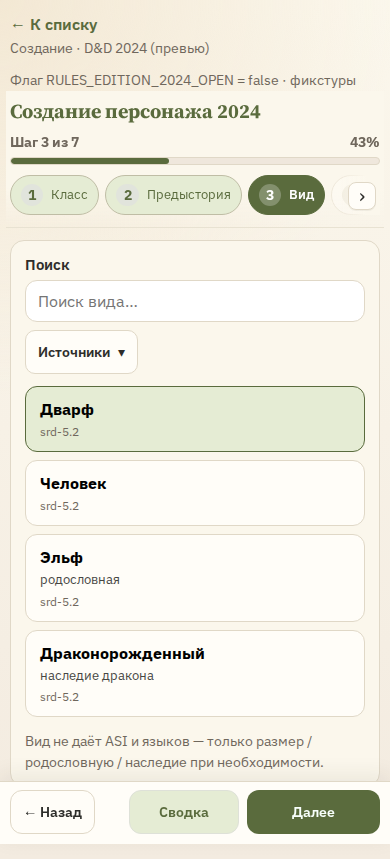 ← К списку
Создание · D&D 2024 (превью)
Флаг RULES_EDITION_2024_OPEN = false · фикстуры
Создание персонажа 2024
Шаг 3 из 7 43%
1 Класс 2 Предыстория 3 Вид ›
Поиск
Поиск вида…
Источники ▾
Дварф
srd-5.2
Человек
srd-5.2
Эльф
родословная
srd-5.2
Драконорожденный
наследие дракона
srd-5.2
Вид не даёт ASI и языков — только размер /
родословную / наследие при необходимости.
← Назад Сводка Далее